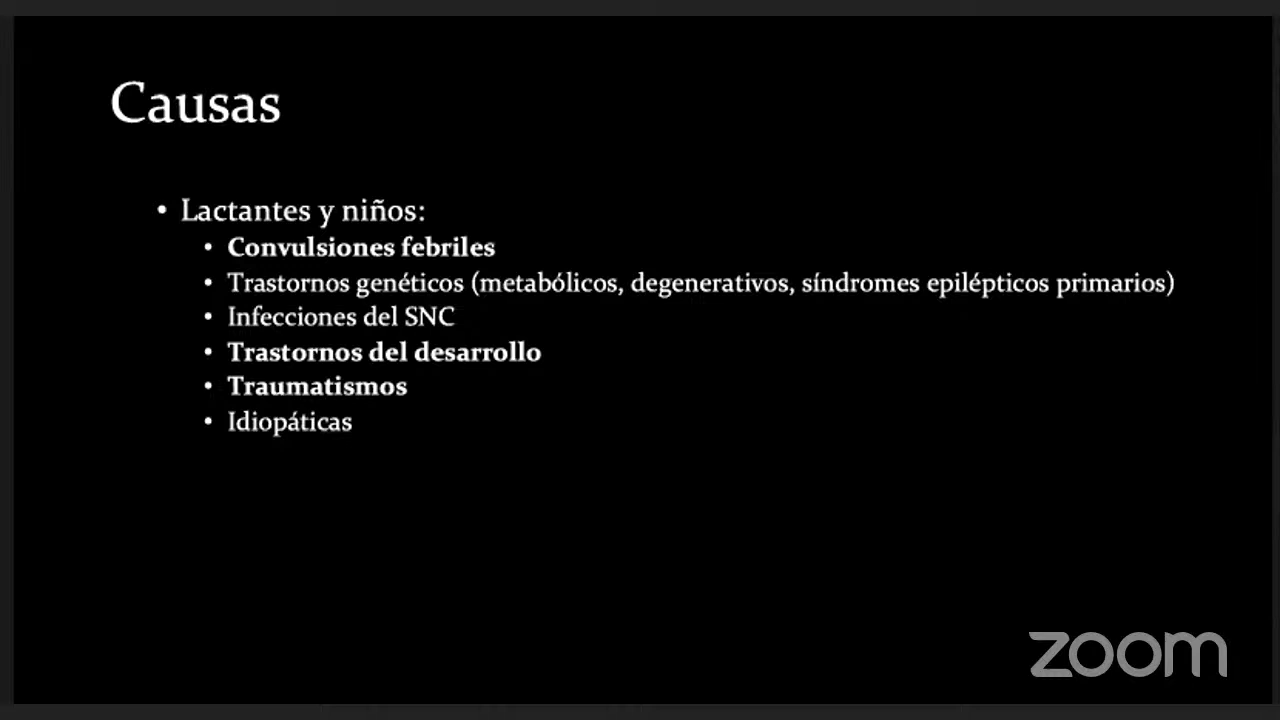 Causas
• Lactantes y niños:
• Convulsiones febriles
• Trastornos genéticos (metabólicos, degenerativos, síndromes epilépticos primarios)
• Infecciones del SNC
• Trastornos del desarrollo
• Traumatismos
• Idiopáticas
zoom